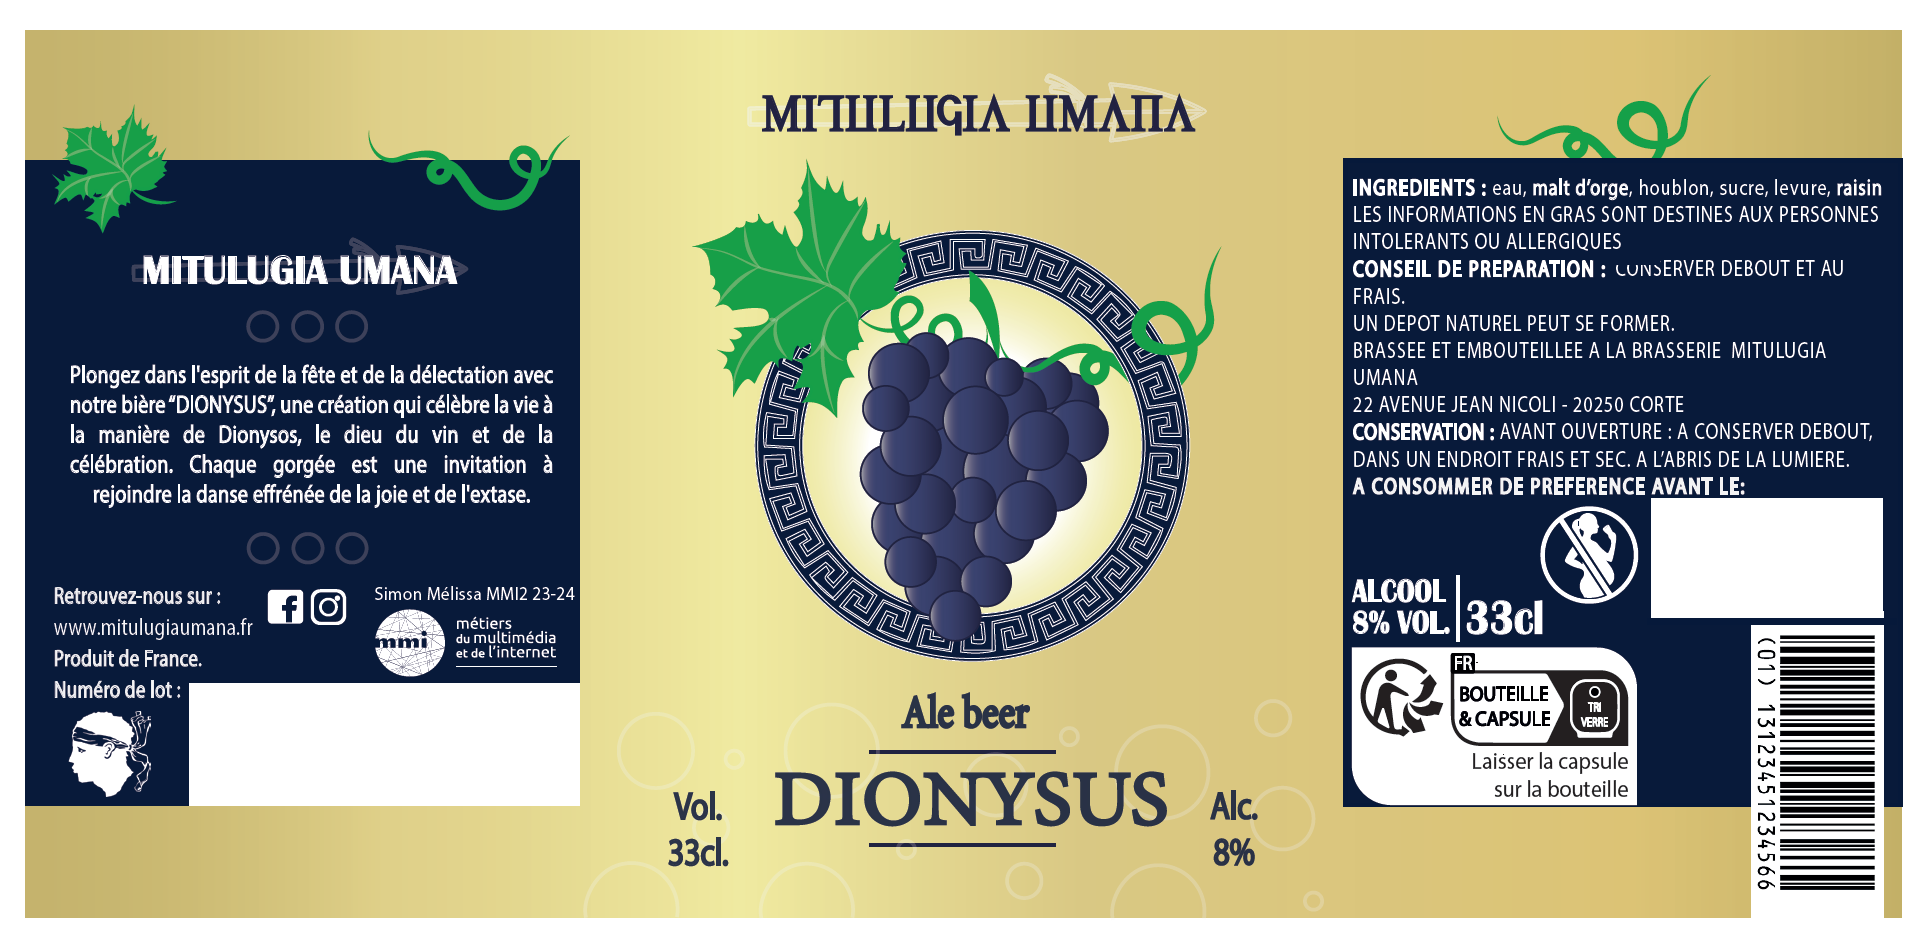 MITULUGIA UMANA
Plongez dans l'esprit de la fête et de la délectation avec
notre bière “DIONYSUS”, une création qui célèbre la vie à
la manière de Dionysos, le dieu du vin et de la
célébration. Chaque gorgée est une invitation à
rejoindre la danse effrénée de la joie et de l'extase.
Retrouvez-nous sur :
www.mitulugiaumana.fr
Produit de France.
Numéro de lot :
Simon Mélissa MMI2 23-24
mmi
métiers
du multimédia
et de l’internet
MITULUGIA UMANA
Ale beer
DIONYSUS
Vol.
33cl.
Alc.
8%
INGREDIENTS : eau, malt d’orge, houblon, sucre, levure, raisin
LES INFORMATIONS EN GRAS SONT DESTINES AUX PERSONNES
INTOLERANTS OU ALLERGIQUES
CONSEIL DE PREPARATION : CONSERVER DEBOUT ET AU
FRAIS.
UN DEPOT NATUREL PEUT SE FORMER.
BRASSEE ET EMBOUTEILLEE A LA BRASSERIE MITULUGIA
UMANA
22 AVENUE JEAN NICOLI - 20250 CORTE
CONSERVATION : AVANT OUVERTURE : A CONSERVER DEBOUT,
DANS UN ENDROIT FRAIS ET SEC. A L’ABRIS DE LA LUMIERE.
A CONSOMMER DE PREFERENCE AVANT LE:
ALCOOL
8% VOL.
33cl
FR
BOUTEILLE
& CAPSULE
TRI
VERRE
Laisser la capsule
sur la bouteille
(01) 13123451234566